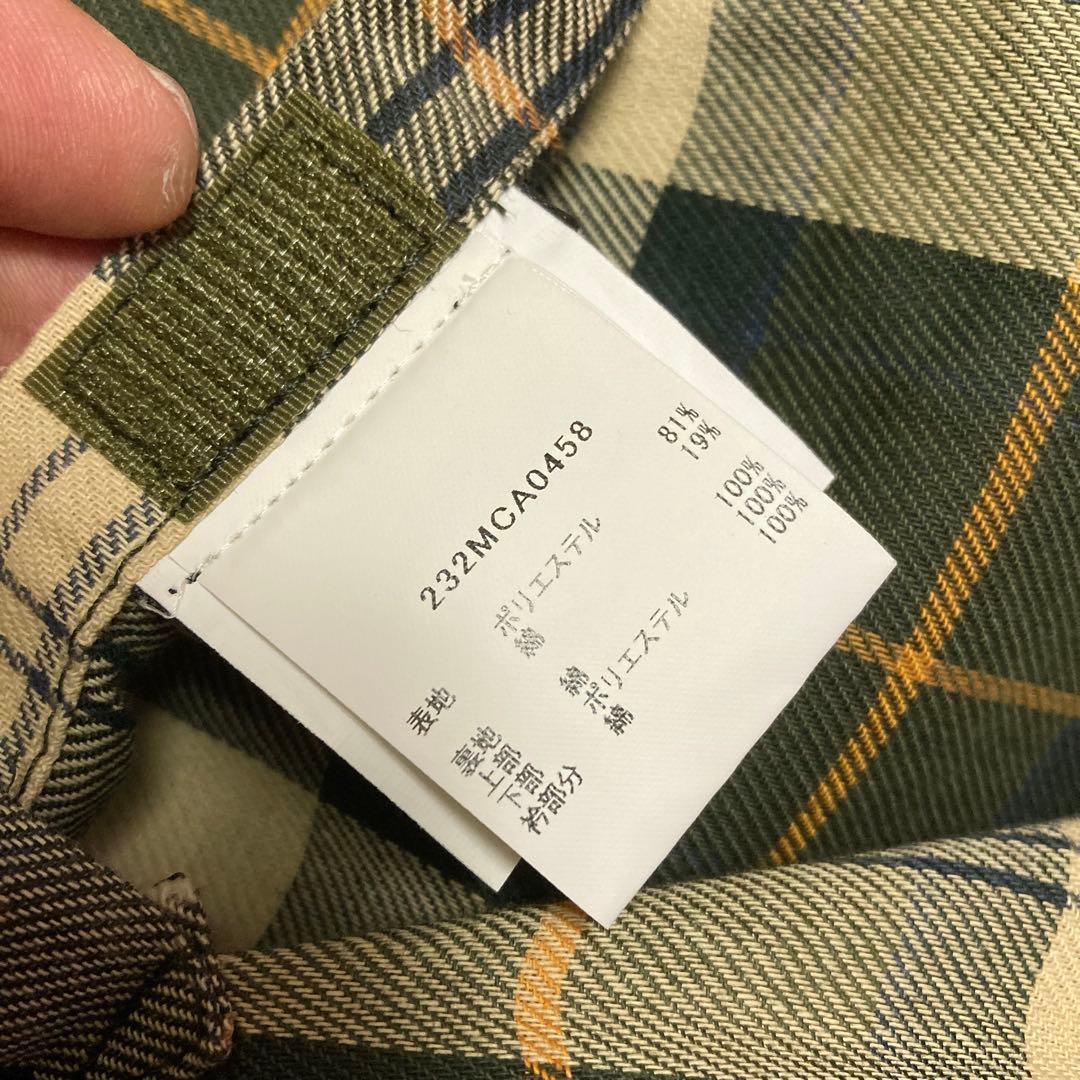 232MCA0458
表地 ポリエステル 81%
綿 19%
裏地
上部 綿 100%
下部 ポリエステル 100%
衿部分 綿 100%